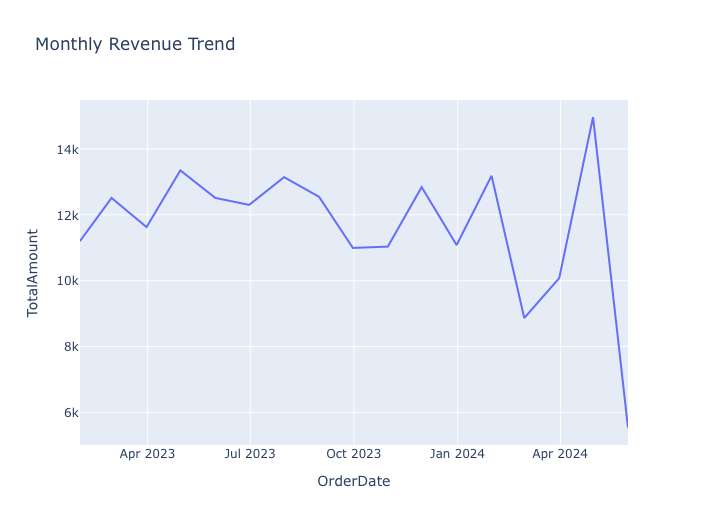 Monthly Revenue Trend
14k
12k
10k
8k
6k
TotalAmount
Apr 2023
Jul 2023
Oct 2023
Jan 2024
Apr 2024
OrderDate